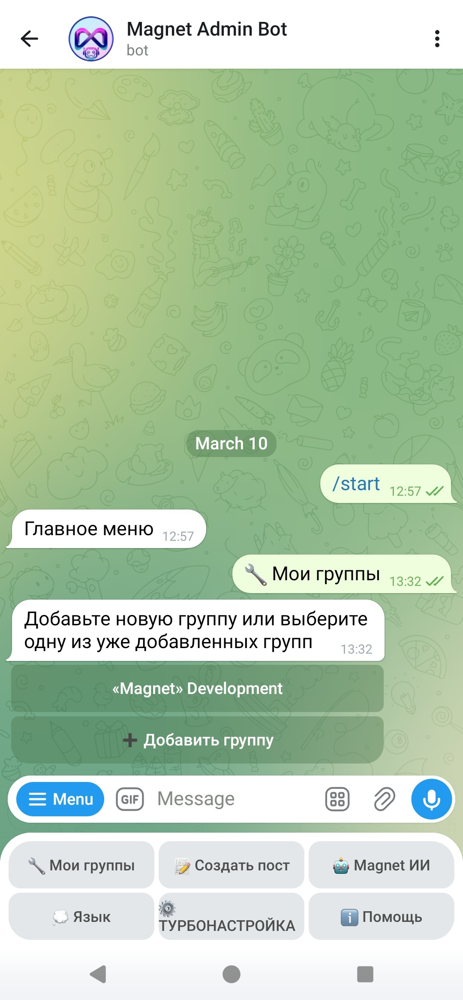 Magnet Admin Bot
bot
March 10
/start 12:57
Главное меню 12:57
🔧 Мои группы 13:32
Добавьте новую группу или выберите
одну из уже добавленных групп 13:32
«Magnet» Development
➕ Добавить группу
Menu GIF Message
🔧 Мои группы
📝 Создать пост
🤖 Magnet ИИ
💭 Язык
⚙️
ТУРБОНАСТРОЙКА
ℹ️ Помощь